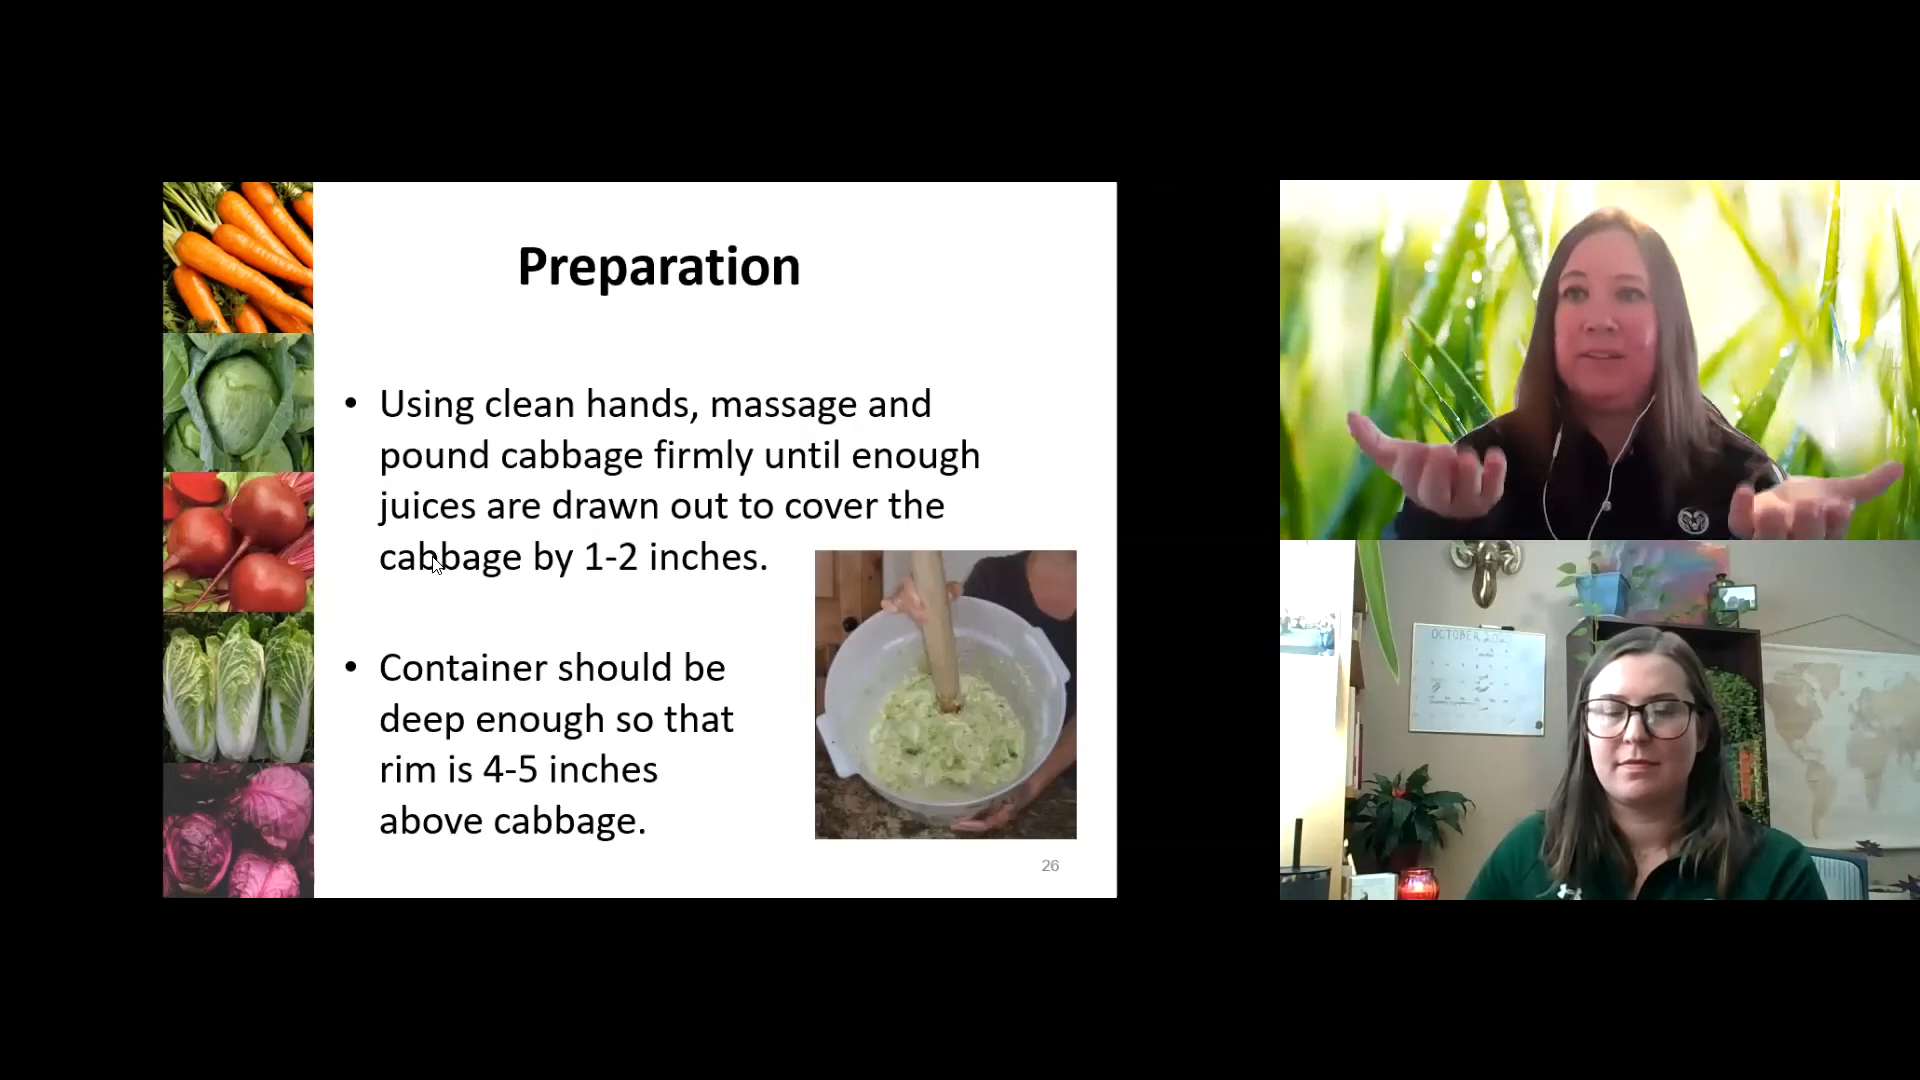 Preparation
• Using clean hands, massage and
pound cabbage firmly until enough
juices are drawn out to cover the
cabbage by 1-2 inches.
• Container should be
deep enough so that
rim is 4-5 inches
above cabbage.
26
OCTOBER